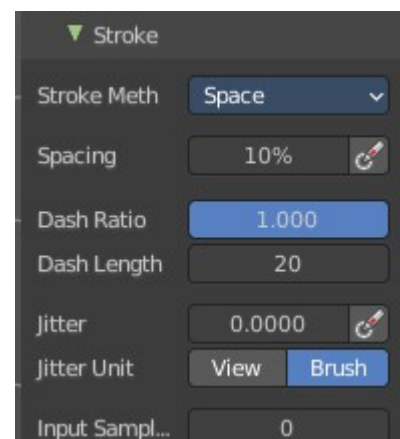 Stroke
Stroke Meth Space
Spacing 10%
Dash Ratio 1.000
Dash Length 20
Jitter 0.0000
Jitter Unit View Brush
Input Sampl... 0